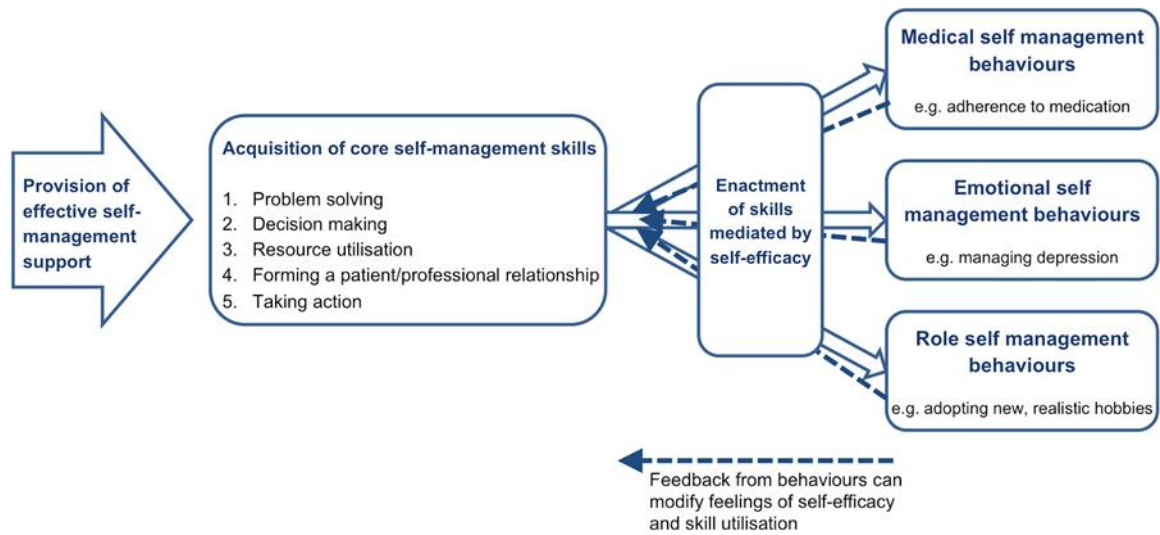 Provision of
effective self-
management
support
Acquisition of core self-management skills
1. Problem solving
2. Decision making
3. Resource utilisation
4. Forming a patient/professional relationship
5. Taking action
Enactment
of skills
mediated by
self-efficacy
Medical self management
behaviours
e.g. adherence to medication
Emotional self
management behaviours
e.g. managing depression
Role self management
behaviours
e.g. adopting new, realistic hobbies
Feedback from behaviours can
modify feelings of self-efficacy
and skill utilisation